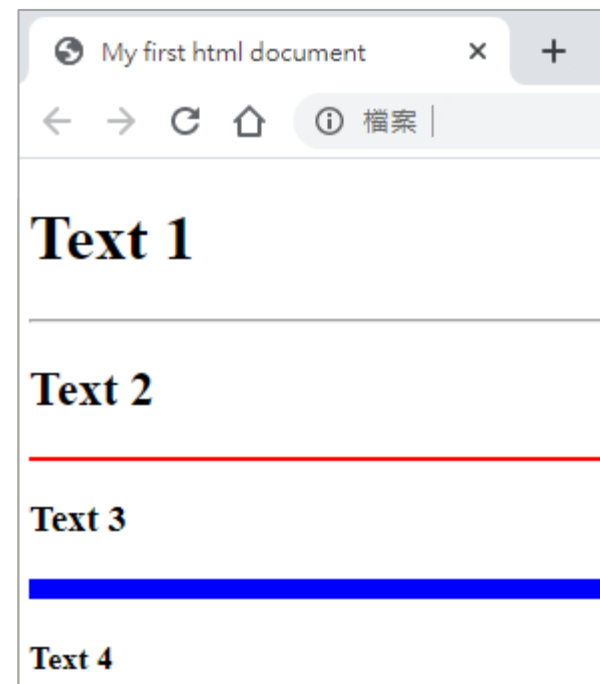 My first html document
檔案
Text 1
Text 2
Text 3
Text 4